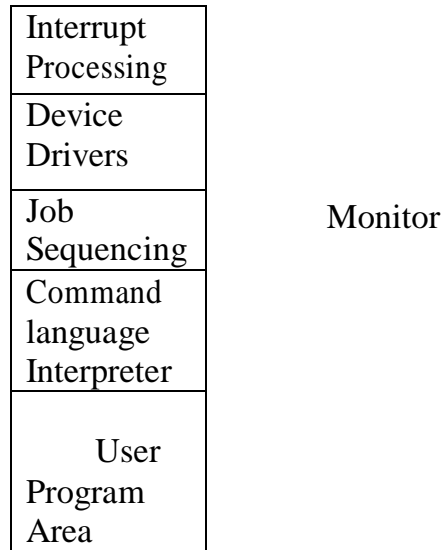 Interrupt
Processing
Device
Drivers
Job
Sequencing
Monitor
Command
language
Interpreter
User
Program
Area